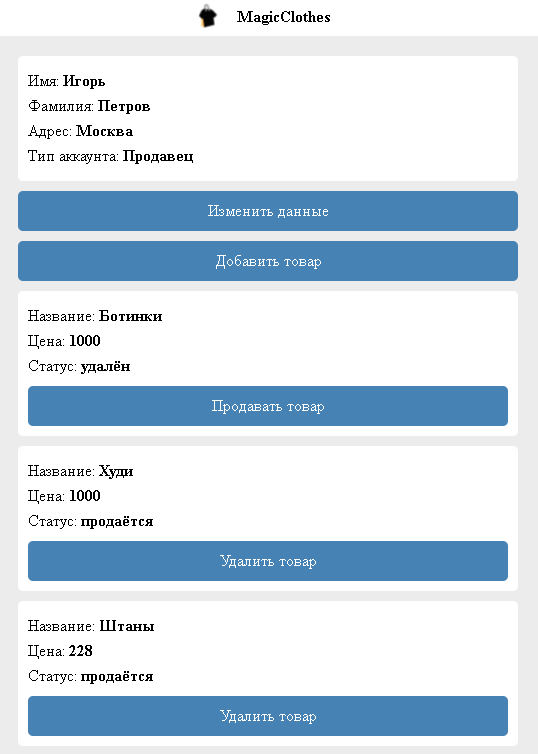 MagicClothes
Имя: Игорь
Фамилия: Петров
Адрес: Москва
Тип аккаунта: Продавец
Изменить данные
Добавить товар
Название: Ботинки
Цена: 1000
Статус: удалён
Продавать товар
Название: Худи
Цена: 1000
Статус: продаётся
Удалить товар
Название: Штаны
Цена: 228
Статус: продаётся
Удалить товар